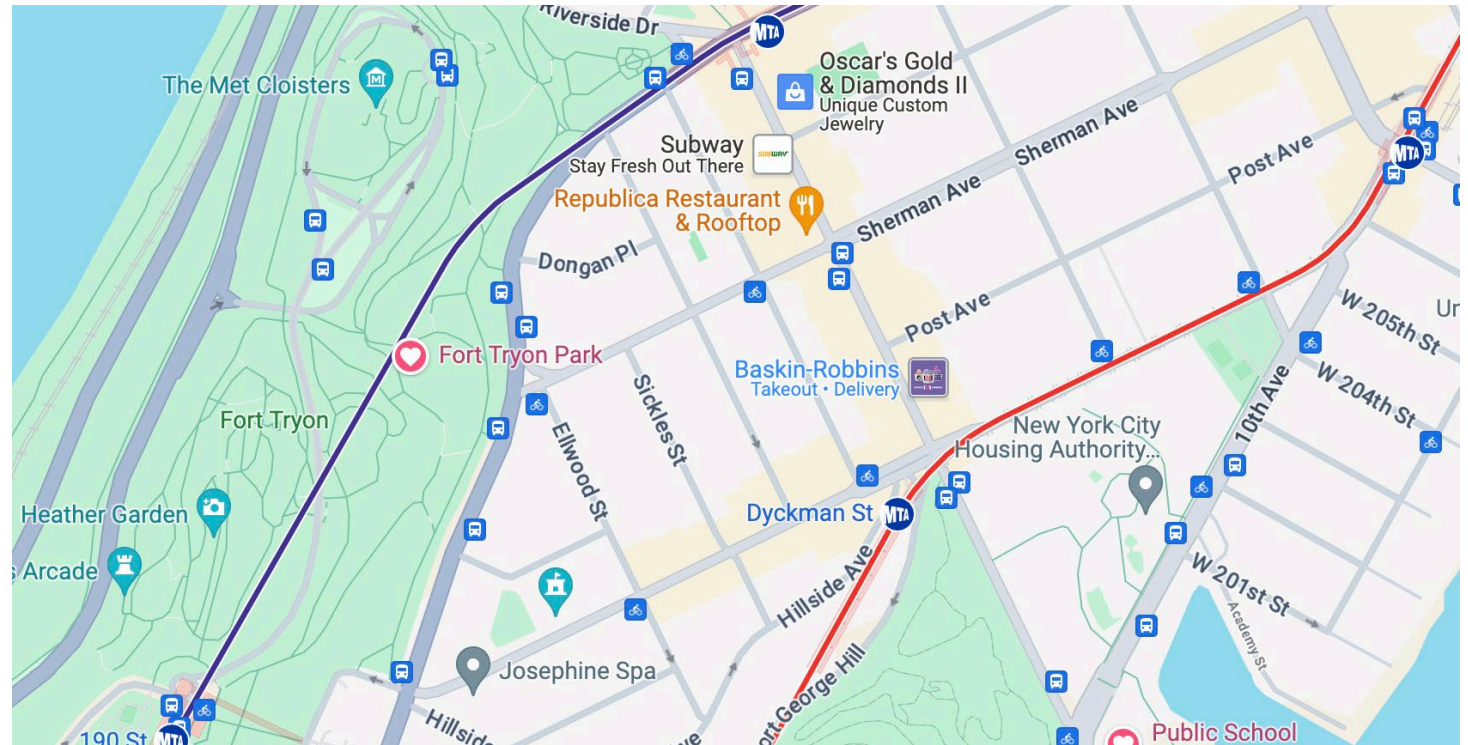 Riverside Dr
MTA
Oscar's Gold
& Diamonds II
Unique Custom
Jewelry
The Met Cloisters
M
Subway
Stay Fresh Out There
SUBWAY
Sherman Ave
Post Ave
MTA
Republica Restaurant
& Rooftop
Sherman Ave
Dongan Pl
Post Ave
W 205th St
Fort Tryon Park
Baskin-Robbins
Takeout • Delivery
Sickles St
W 204th St
10th Ave
Fort Tryon
Ellwood St
New York City
Housing Authority...
Heather Garden
Dyckman St
MTA
s Arcade
Hillside Ave
W 201st St
Academy St
Josephine Spa
ort George Hill
Hillside
Ave
Public School
190 St
MTA